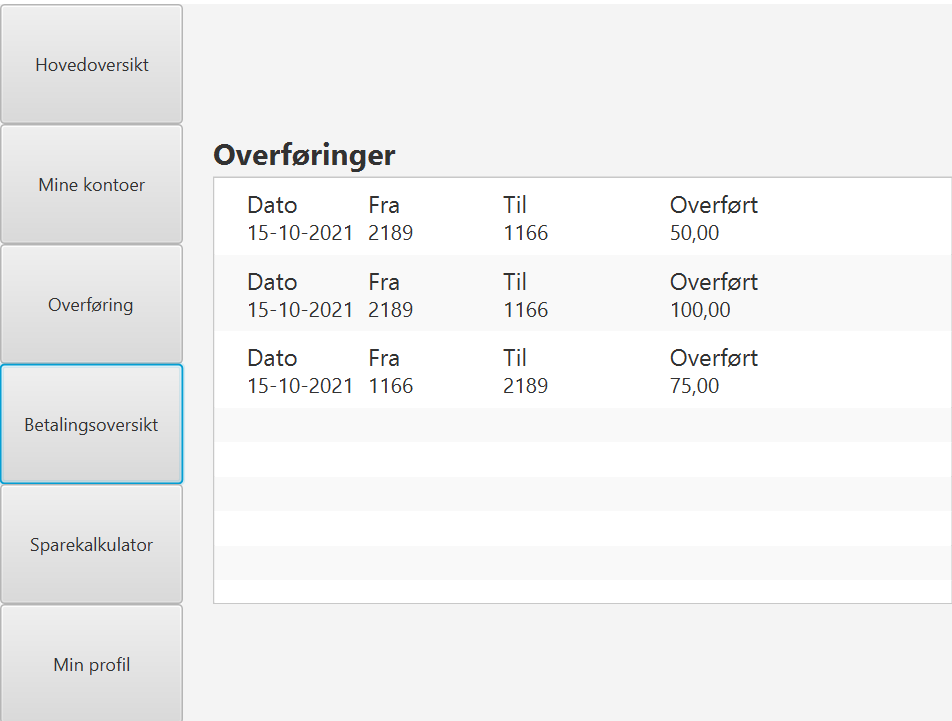 Hovedoversikt
Mine kontoer
Overføring
Betalingsoversikt
Sparekalkulator
Min profil
Overføringer
Dato Fra Til Overført
15-10-2021 2189 1166 50,00
Dato Fra Til Overført
15-10-2021 2189 1166 100,00
Dato Fra Til Overført
15-10-2021 1166 2189 75,00